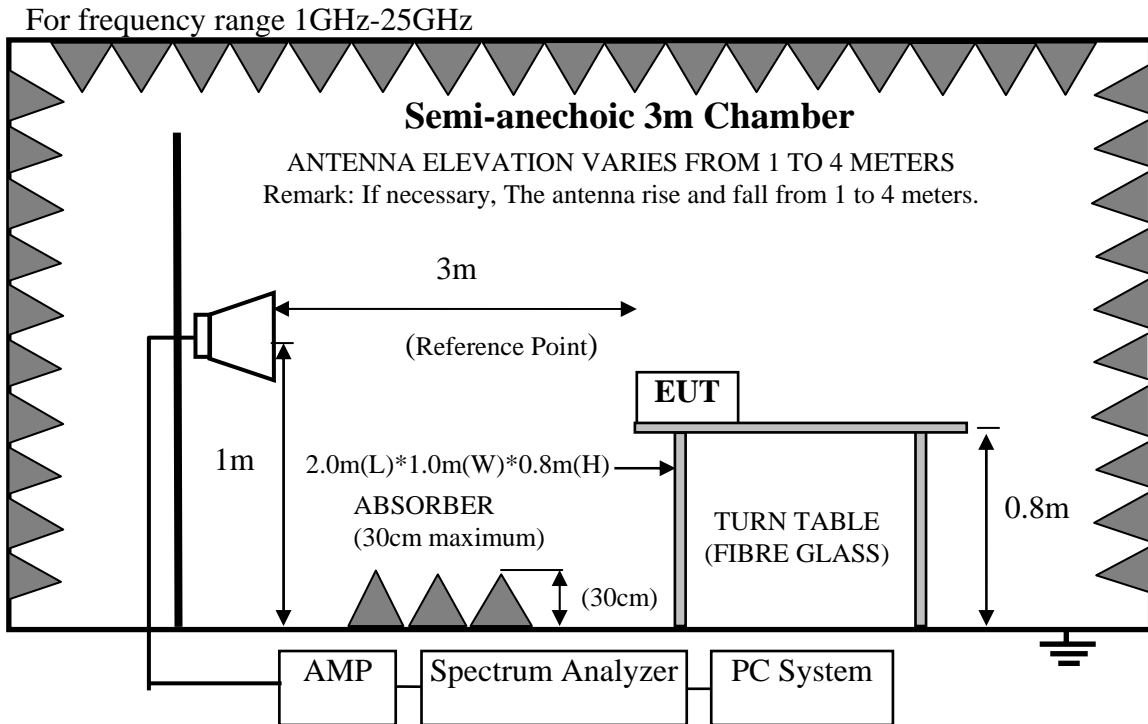 For frequency range 1GHz-25GHz
Semi-anechoic 3m Chamber
ANTENNA ELEVATION VARIES FROM 1 TO 4 METERS
Remark: If necessary, The antenna rise and fall from 1 to 4 meters.
3m
(Reference Point)
EUT
1m
2.0m(L)*1.0m(W)*0.8m(H)
ABSORBER
(30cm maximum)
(30cm)
TURN TABLE
(FIBRE GLASS)
0.8m
AMP
Spectrum Analyzer
PC System